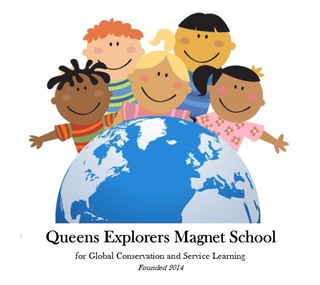 Queens Explorers Magnet School
for Global Conservation and Service Learning
Founded 2014